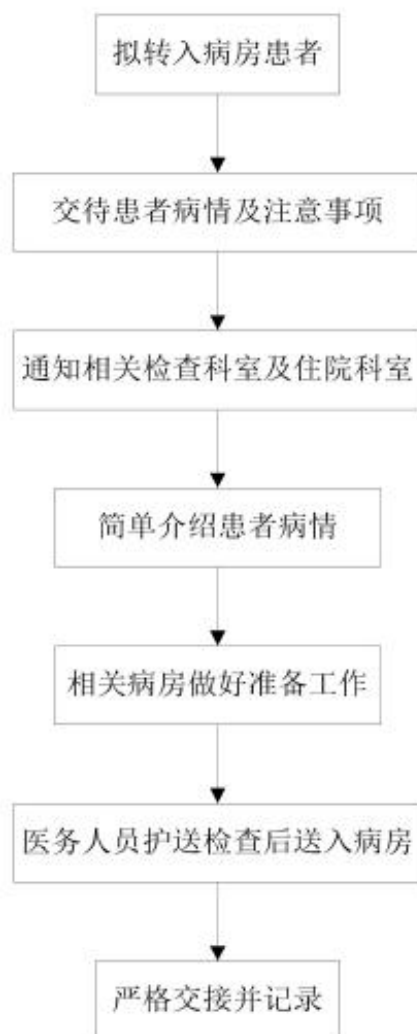 拟转入病房患者
交待患者病情及注意事项
通知相关检查科室及住院科室
简单介绍患者病情
相关病房做好准备工作
医务人员护送检查后送入病房
严格交接并记录